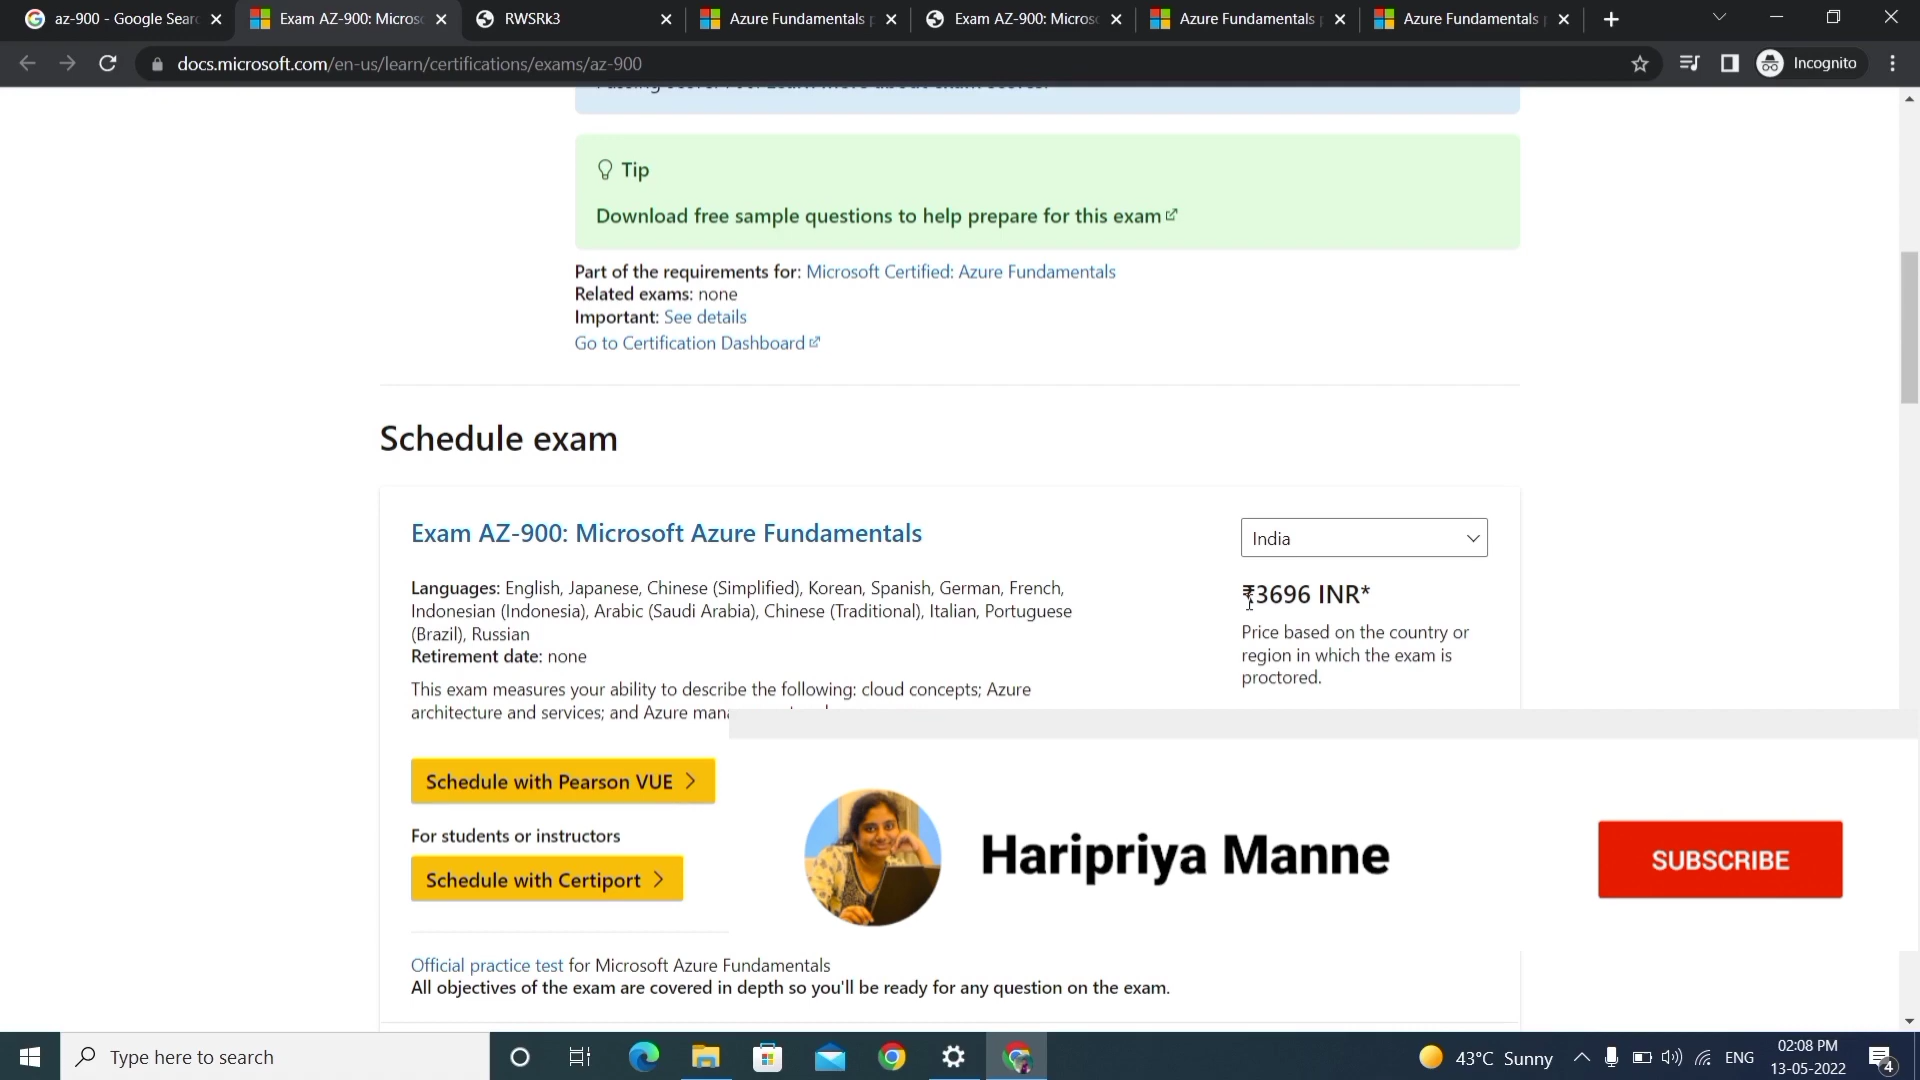 az-900 - Google Sear
Exam AZ-900: Micros
RWSRk3
Azure Fundamentals p
Exam AZ-900: Micros
Azure Fundamentals p
Azure Fundamentals p
docs.microsoft.com/en-us/learn/certifications/exams/az-900
Incognito
Tip
Download free sample questions to help prepare for this exam
Part of the requirements for: Microsoft Certified: Azure Fundamentals
Related exams: none
Important: See details
Go to Certification Dashboard
Schedule exam
Exam AZ-900: Microsoft Azure Fundamentals
India
Languages: English, Japanese, Chinese (Simplified), Korean, Spanish, German, French,
Indonesian (Indonesia), Arabic (Saudi Arabia), Chinese (Traditional), Italian, Portuguese
(Brazil), Russian
Retirement date: none
₹3696 INR*
Price based on the country or
region in which the exam is
proctored.
This exam measures your ability to describe the following: cloud concepts; Azure
architecture and services; and Azure
Schedule with Pearson VUE
For students or instructors
Schedule with Certiport
Haripriya Manne
SUBSCRIBE
Official practice test for Microsoft Azure Fundamentals
All objectives of the exam are covered in depth so you'll be ready for any question on the exam.
Type here to search
43°C Sunny
ENG
02:08 PM
13-05-2022
4